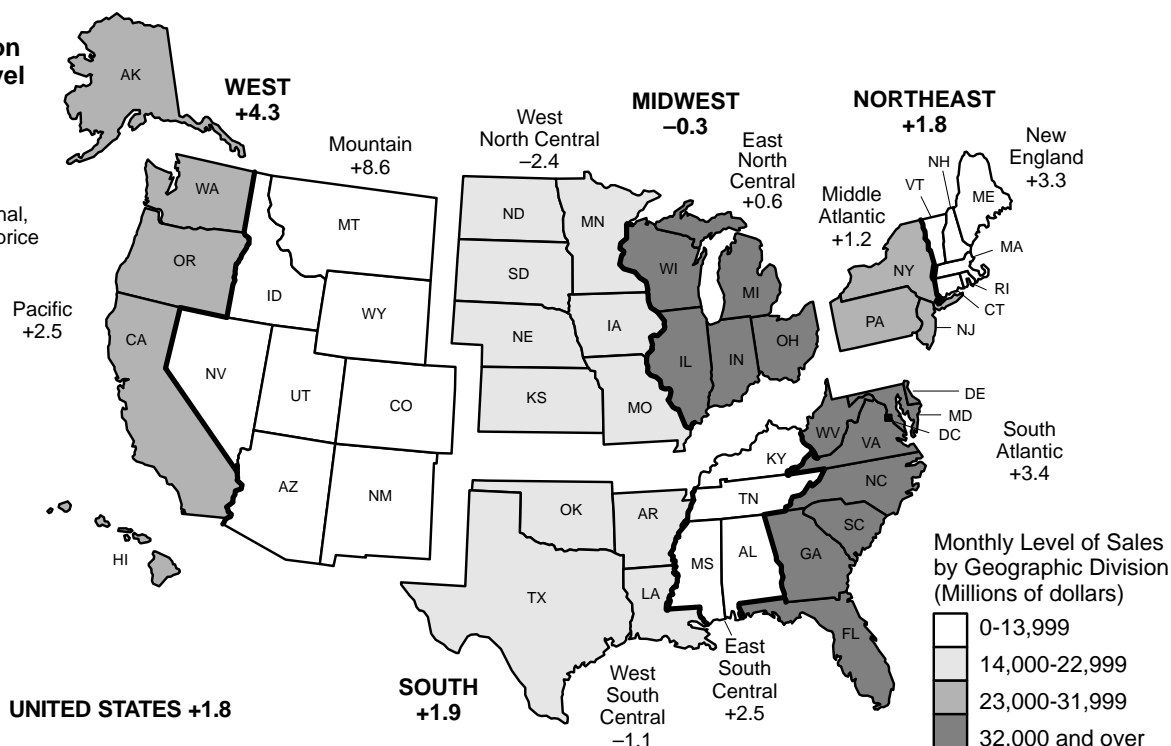 on
vel
nal,
price
WEST
+4.3
MIDWEST
–0.3
NORTHEAST
+1.8
Mountain
+8.6
West
North Central
–2.4
East
North
Central
+0.6
Middle
Atlantic
+1.2
New
England
+3.3
Pacific
+2.5
South
Atlantic
+3.4
AK
WA
OR
CA
HI
MT
ID
WY
NV
UT
CO
AZ
NM
ND
SD
NE
KS
MN
IA
MO
WI
MI
IL
IN
OH
NH
VT
ME
MA
RI
CT
NY
PA
NJ
DE
MD
DC
WV
VA
NC
SC
GA
FL
KY
TN
MS
AL
OK
AR
TX
LA
East
South
Central
+2.5
West
South
Central
–1.1
SOUTH
+1.9
UNITED STATES +1.8
Monthly Level of Sales
by Geographic Division
(Millions of dollars)
0-13,999
14,000-22,999
23,000-31,999
32,000 and over